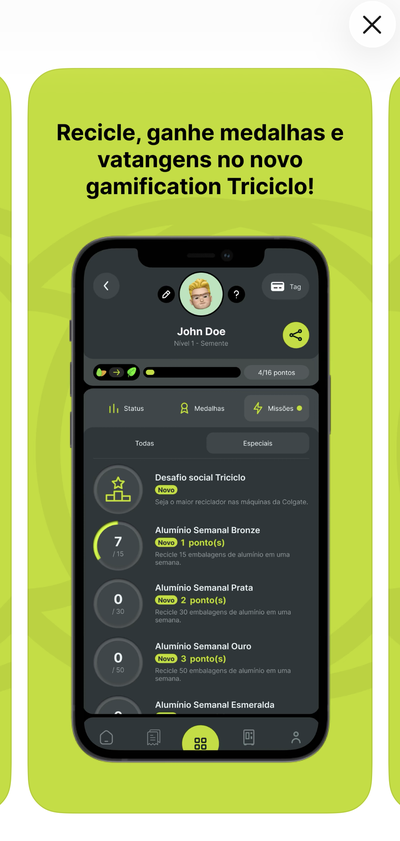 Recicle, ganhe medalhas e
vatangens no novo
gamification Triciclo!
Tag
?
John Doe
Nível 1 - Semente
4/16 pontos
Status
Medalhas
Missões
Todas
Especiais
Desafio social Triciclo
Novo
Seja o maior reciclador nas máquinas da Colgate.
7
/ 15
Alumínio Semanal Bronze
Novo 1 ponto(s)
Recicle 15 embalagens de alumínio em uma
semana.
0
/ 30
Alumínio Semanal Prata
Novo 2 ponto(s)
Recicle 30 embalagens de alumínio em uma
semana.
0
/ 50
Alumínio Semanal Ouro
Novo 3 ponto(s)
Recicle 50 embalagens de alumínio em uma
semana.
Alumínio Semanal Esmeralda